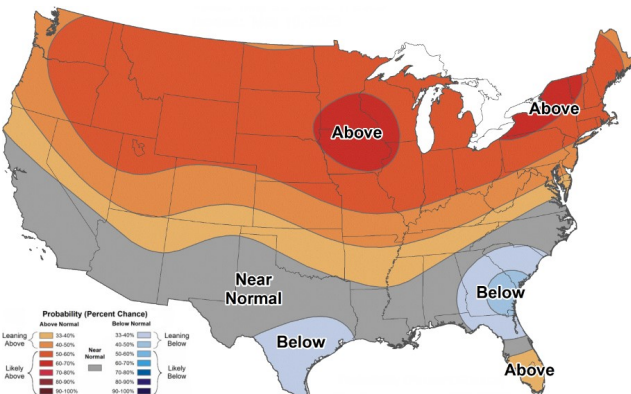 Above
Above
Near
Normal
Below
Below
Above
Probability (Percent Chance)
Above Normal
Below Normal
Leaning
Above
33-40%
40-50%
Likely
Above
50-60%
60-70%
70-80%
80-90%
90-100%
Near
Normal
33-40%
40-50%
Leaning
Below
50-60%
60-70%
70-80%
80-90%
90-100%
Likely
Below